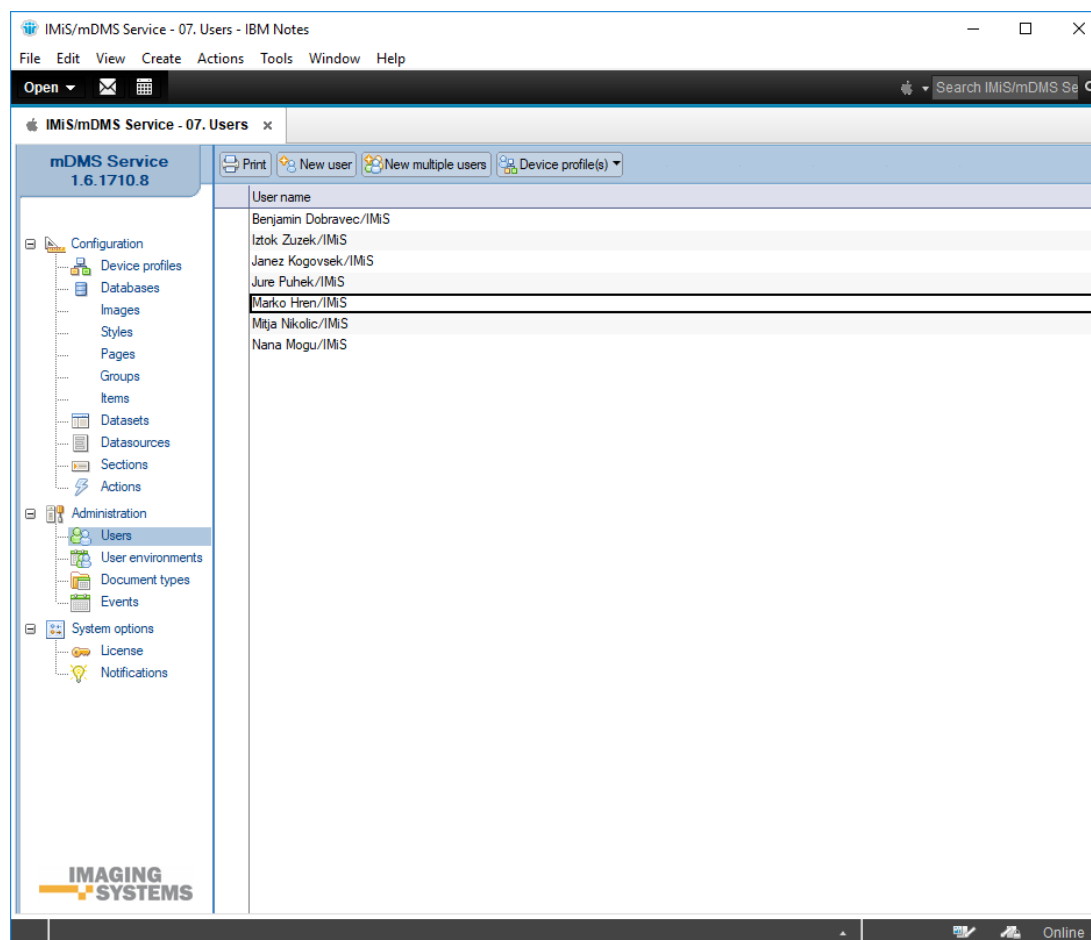 IMiS/mDMS Service - 07. Users - IBM Notes
File Edit View Create Actions Tools Window Help
Open
Search IMiS/mDMS Se
IMiS/mDMS Service - 07. Users
mDMS Service
1.6.1710.8
Print New user New multiple users Device profile(s)
User name
Benjamin Dobravec/IMiS
Iztok Zuzek/IMiS
Janez Kogovsek/IMiS
Jure Puhek/IMiS
Marko Hren/IMiS
Mitja Nikolic/IMiS
Nana Mogu/IMiS
Configuration
Device profiles
Databases
Images
Styles
Pages
Groups
Items
Datasets
Datasources
Sections
Actions
Administration
Users
User environments
Document types
Events
System options
License
Notifications
IMAGING
SYSTEMS
Online